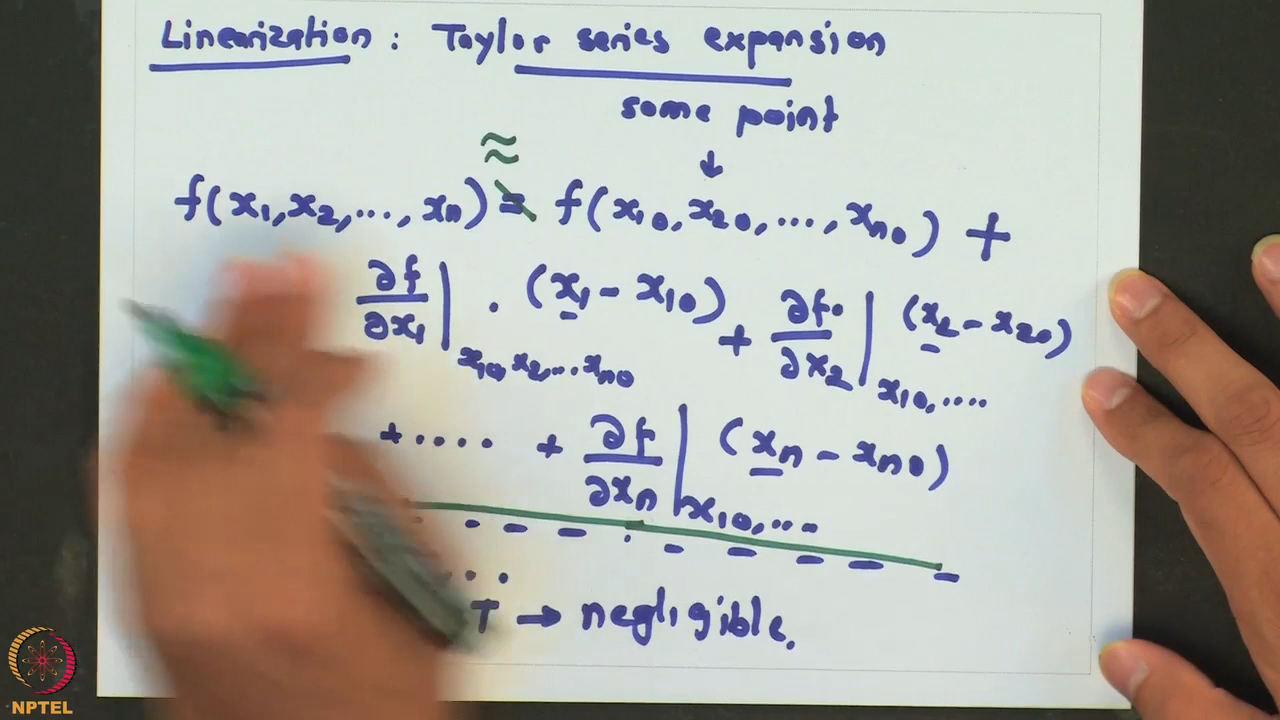 Linearization: Taylor series expansion
some point
↓
≈
f(x₁, x₂, ..., xₙ) = f(x₁₀, x₂₀, ..., xₙ₀) +
∂f/∂x₁ | x₁₀, x₂, ... xₙ₀ · (x₁ - x₁₀) + ∂f/∂x₂ | x₁₀, .... (x₂ - x₂₀)
+ .... + ∂f/∂xₙ | x₁₀, ... (xₙ - xₙ₀)
T → negligible.
NPTEL